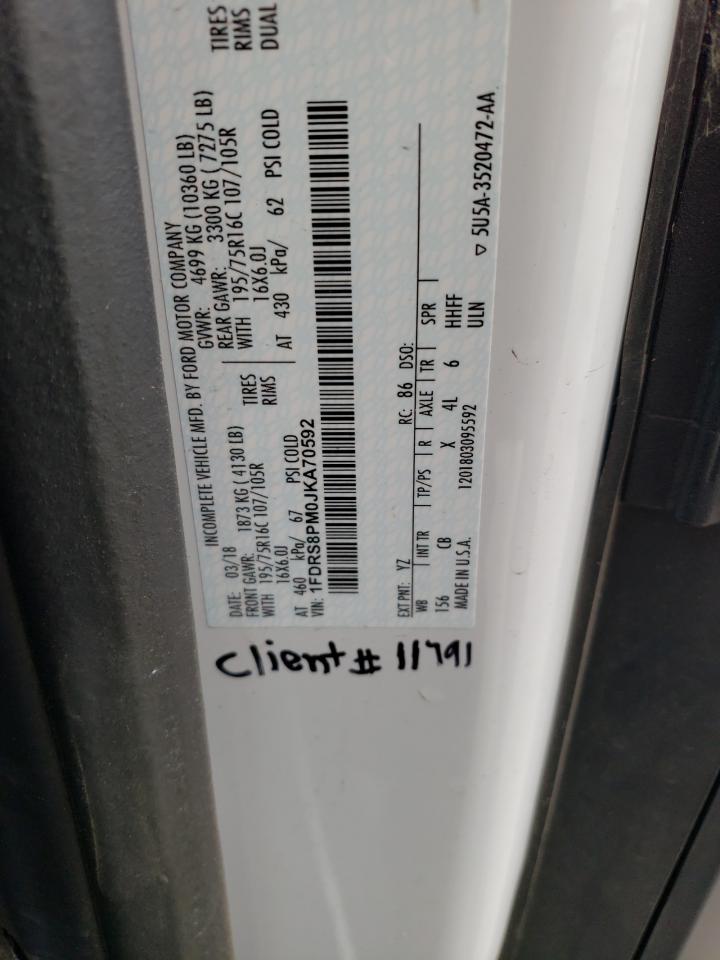 INCOMPLETE VEHICLE MFD. BY FORD MOTOR COMPANY
DATE: 03/18 GVWR: 4699 KG (10360 LB)
FRONT GAWR: 1873 KG ( 4130 LB) REAR GAWR: 3300 KG ( 7275 LB)
WITH 195/75R16C 107/105R TIRES WITH 195/75R16C 107/105R TIRES
16X6.0J RIMS 16X6.0J RIMS
AT 460 kPa/ 67 PSI COLD AT 430 kPa/ 62 PSI COLD DUAL
VIN: 1FDRS8PM0JKA70592
EXT PNT: YZ RC: 86 DSO:
WB INT TR TP/PS R AXLE TR SPR
156 CB X 4L 6 HHFF
MADE IN U.S.A. 1201803095592 ULN
▽ 5U5A-3520472-AA
Client # 11791